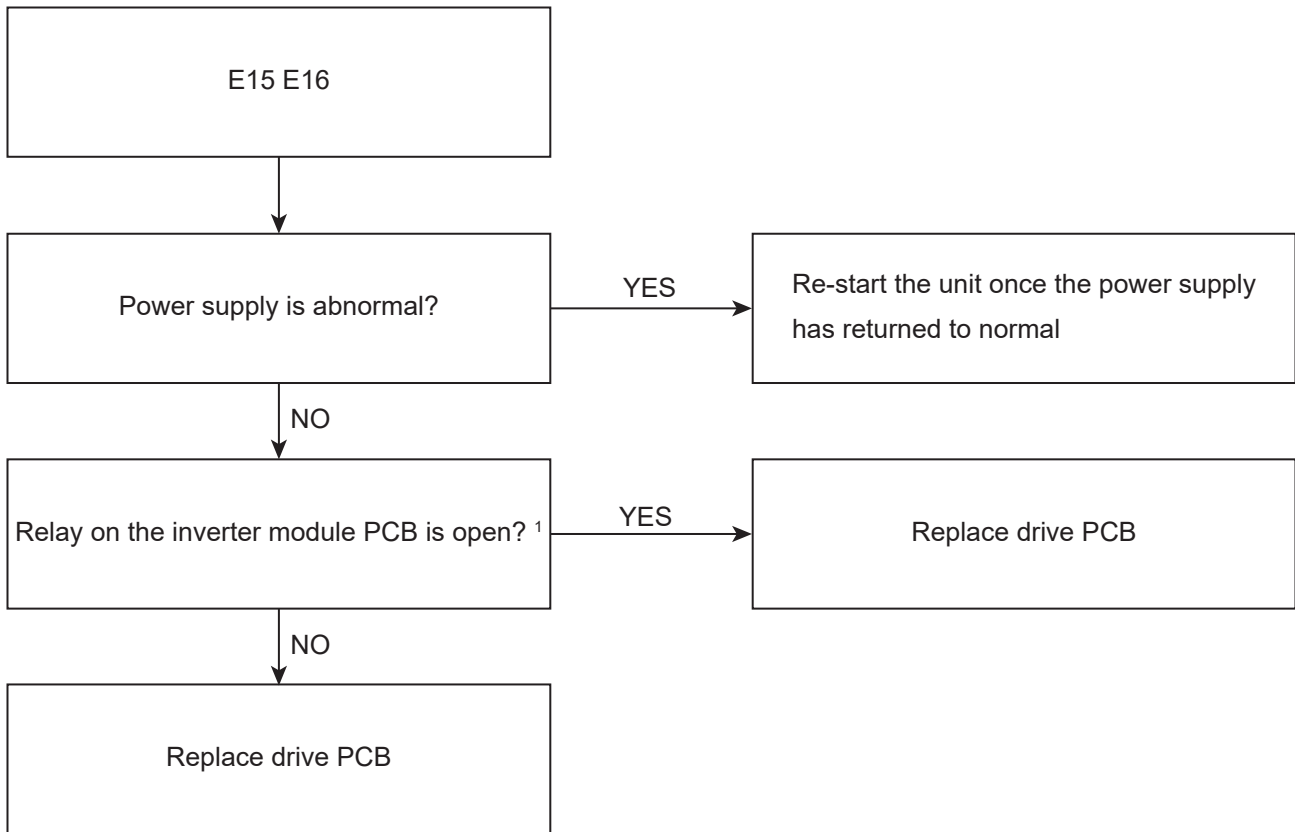 E15 E16
Power supply is abnormal?
YES
Re-start the unit once the power supply
has returned to normal
NO
Relay on the inverter module PCB is open? ¹
YES
Replace drive PCB
NO
Replace drive PCB